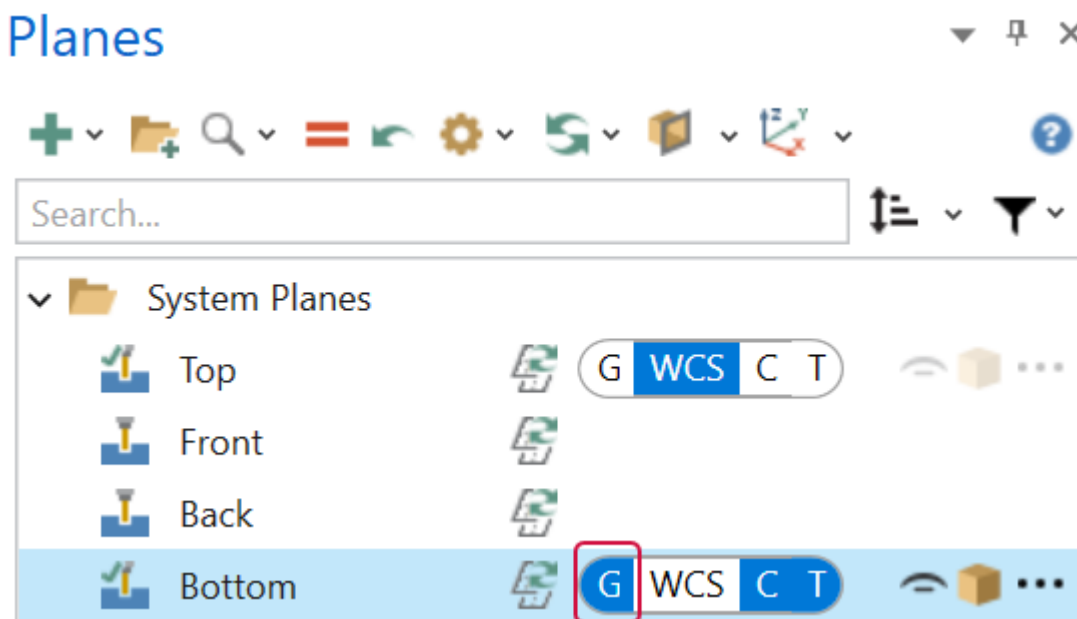 Planes
Search...
System Planes
Top G WCS C T
Front
Back
Bottom G WCS C T